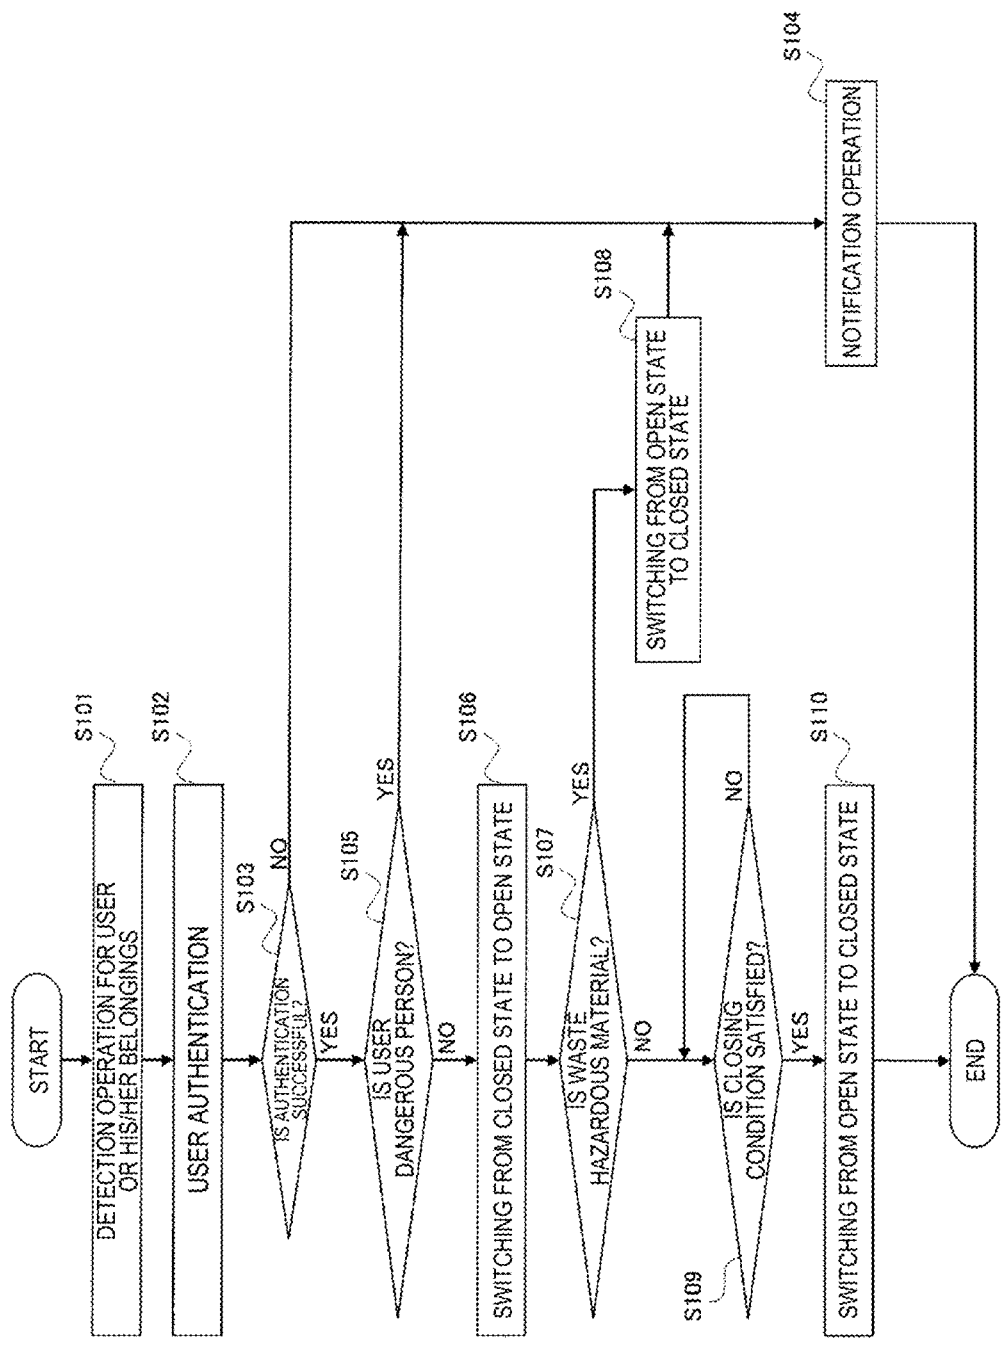 START
S101
DETECTION OPERATION FOR USER
OR HIS/HER BELONGINGS
S102
USER AUTHENTICATION
S103
IS AUTHENTICATION
SUCCESSFUL?
NO
YES
S105
IS USER
DANGEROUS PERSON?
YES
NO
S106
SWITCHING FROM CLOSED STATE TO OPEN STATE
S107
IS WASTE
HAZARDOUS MATERIAL?
YES
NO
S108
SWITCHING FROM OPEN STATE
TO CLOSED STATE
S109
IS CLOSING
CONDITION SATISFIED?
NO
YES
S110
SWITCHING FROM OPEN STATE TO CLOSED STATE
S104
NOTIFICATION OPERATION
END